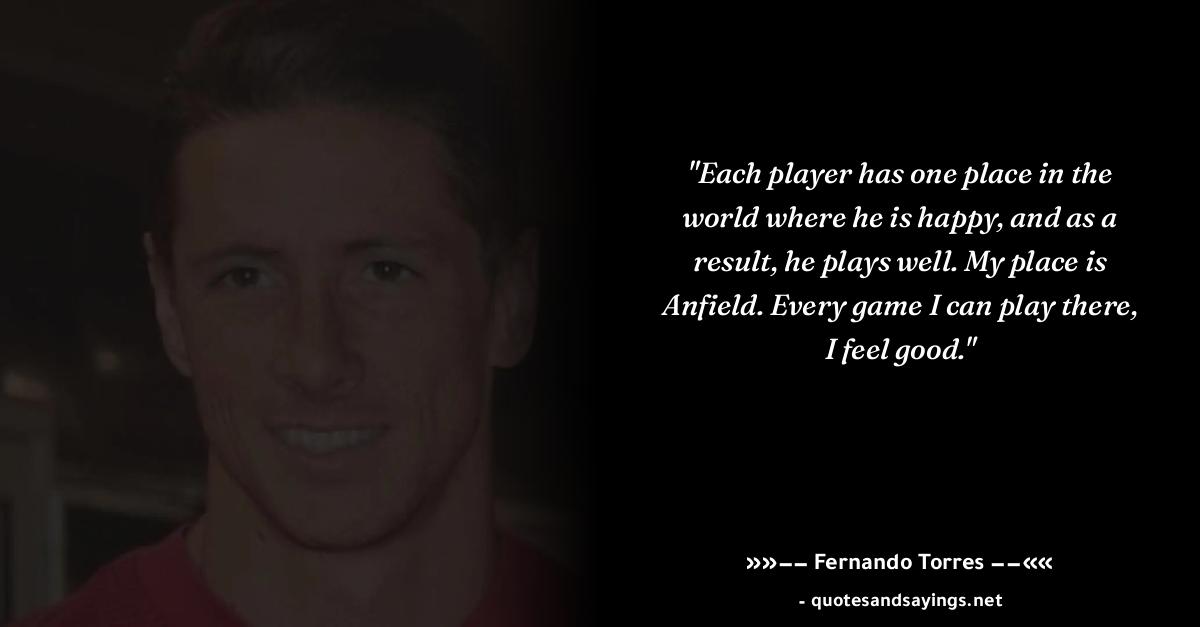 "Each player has one place in the
world where he is happy, and as a
result, he plays well. My place is
Anfield. Every game I can play there,
I feel good."
»»−− Fernando Torres −−««
- quotesandsayings.net